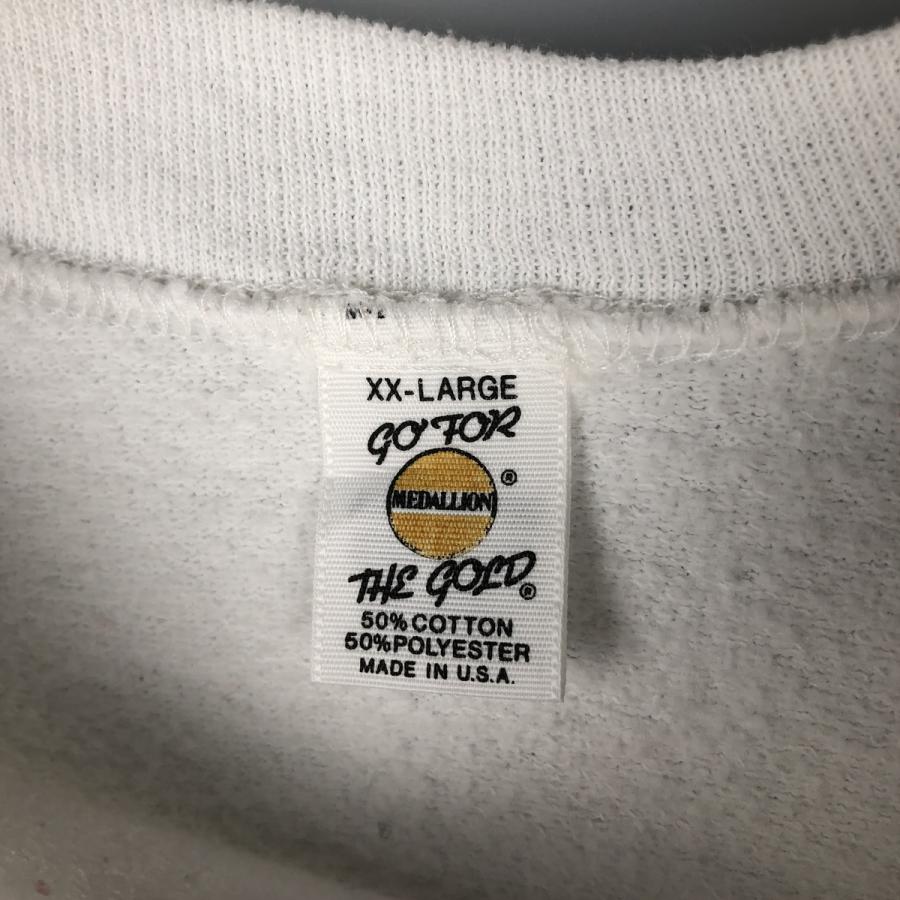 XX-LARGE
GO FOR
MEDALLION®
THE GOLD®
50% COTTON
50% POLYESTER
MADE IN U.S.A.